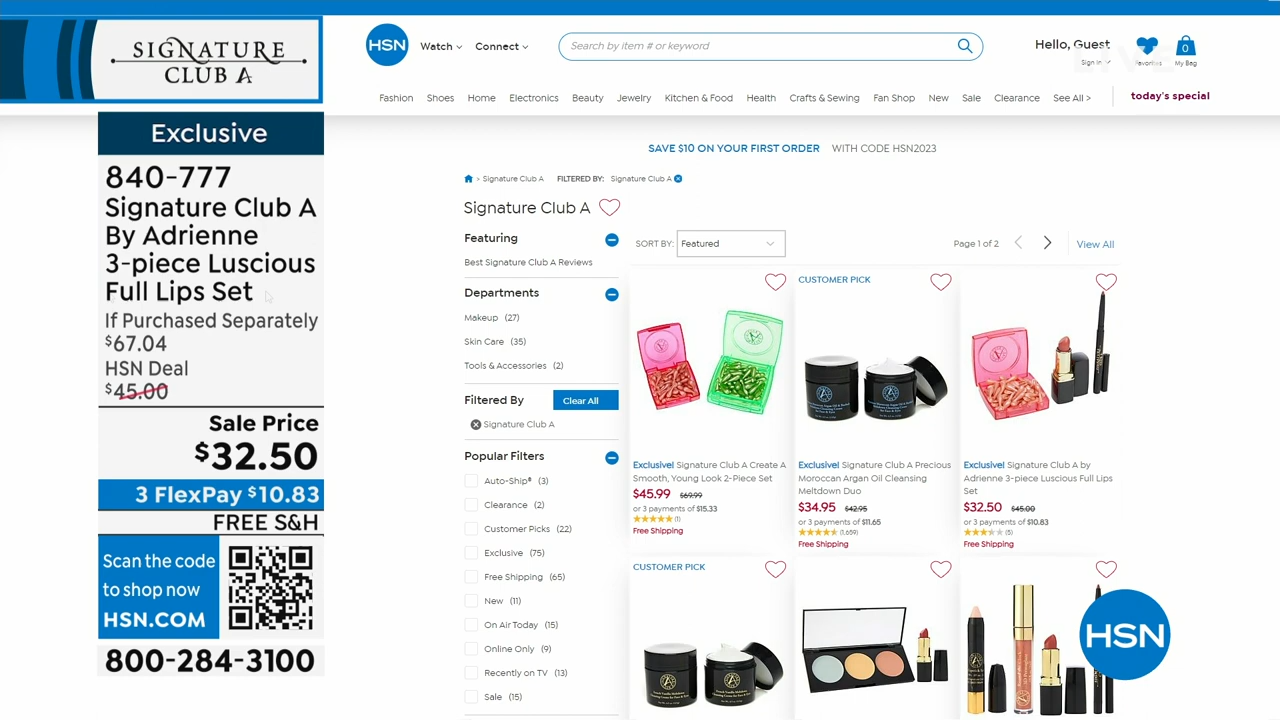 SIGNATURE
CLUB A
Exclusive
840-777
Signature Club A
By Adrienne
3-piece Luscious
Full Lips Set
If Purchased Separately
$67.04
HSN Deal
$45.00
Sale Price
$32.50
3 FlexPay $10.83
FREE S&H
Scan the code
to shop now
HSN.COM
800-284-3100
HSN
Watch
Connect
Search by item # or keyword
Hello, Guest
Sign In
Favorites
0
My Bag
Fashion Shoes Home Electronics Beauty Jewelry Kitchen & Food Health Crafts & Sewing Fan Shop New Sale Clearance See All > today's special
SAVE $10 ON YOUR FIRST ORDER WITH CODE HSN2023
> Signature Club A FILTERED BY: Signature Club A
Signature Club A
Featuring
Best Signature Club A Reviews
Departments
Makeup (27)
Skin Care (35)
Tools & Accessories (2)
Filtered By
Clear All
Signature Club A
Popular Filters
Auto-Ship® (3)
Clearance (2)
Customer Picks (22)
Exclusive (75)
Free Shipping (65)
New (11)
On Air Today (15)
Online Only (9)
Recently on TV (13)
Sale (15)
SORT BY: Featured
Page 1 of 2
View All
Exclusive! Signature Club A Create A
Smooth, Young Look 2-Piece Set
$45.99 $69.99
or 3 payments of $15.33
(1)
Free Shipping
CUSTOMER PICK
Exclusive! Signature Club A Precious
Moroccan Argan Oil Cleansing
Meltdown Duo
$34.95 $42.95
or 3 payments of $11.65
(1,659)
Free Shipping
Exclusive! Signature Club A by
Adrienne 3-piece Luscious Full Lips
Set
$32.50 $45.00
or 3 payments of $10.83
(5)
Free Shipping
CUSTOMER PICK
HSN